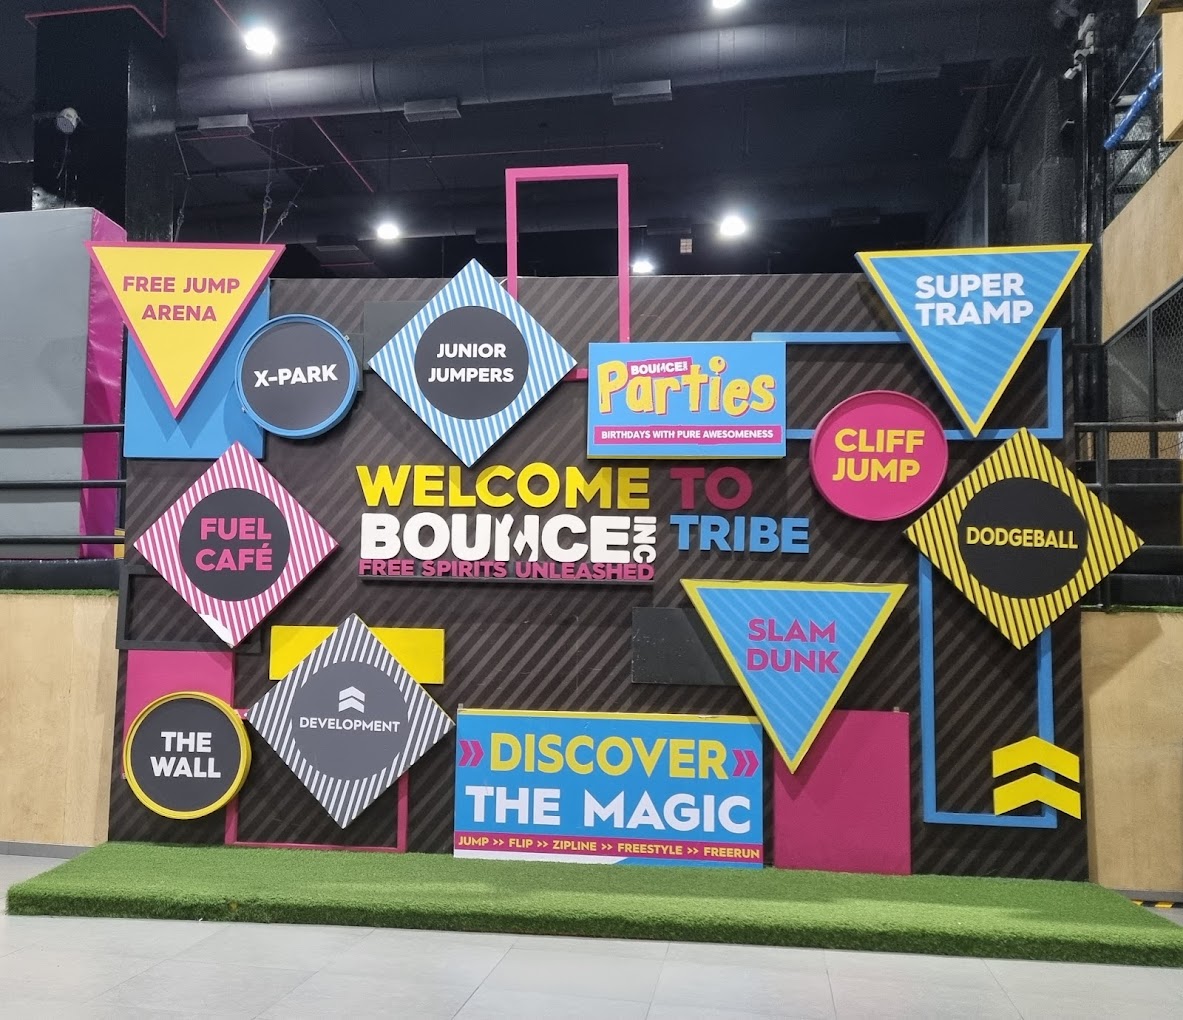 FREE JUMP
ARENA
X-PARK
JUNIOR
JUMPERS
BOUNCE INC
Parties
BIRTHDAYS WITH PURE AWESOMENESS
SUPER
TRAMP
CLIFF
JUMP
FUEL
CAFÉ
WELCOME TO
BOUNCE INC TRIBE
FREE SPIRITS UNLEASHED
DODGEBALL
SLAM
DUNK
DEVELOPMENT
THE
WALL
»DISCOVER»
THE MAGIC
JUMP >> FLIP >> ZIPLINE >> FREESTYLE >> FREERUN